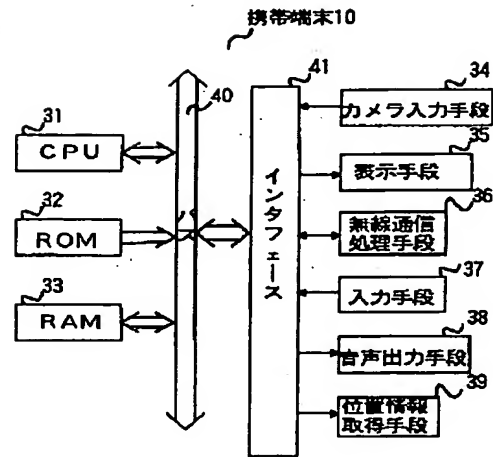 携帯端末10
31
CPU
32
ROM
33
RAM
40
バス
41
インタフェース
34
カメラ入力手段
35
表示手段
36
無線通信
処理手段
37
入力手段
38
音声出力手段
39
位置情報
取得手段